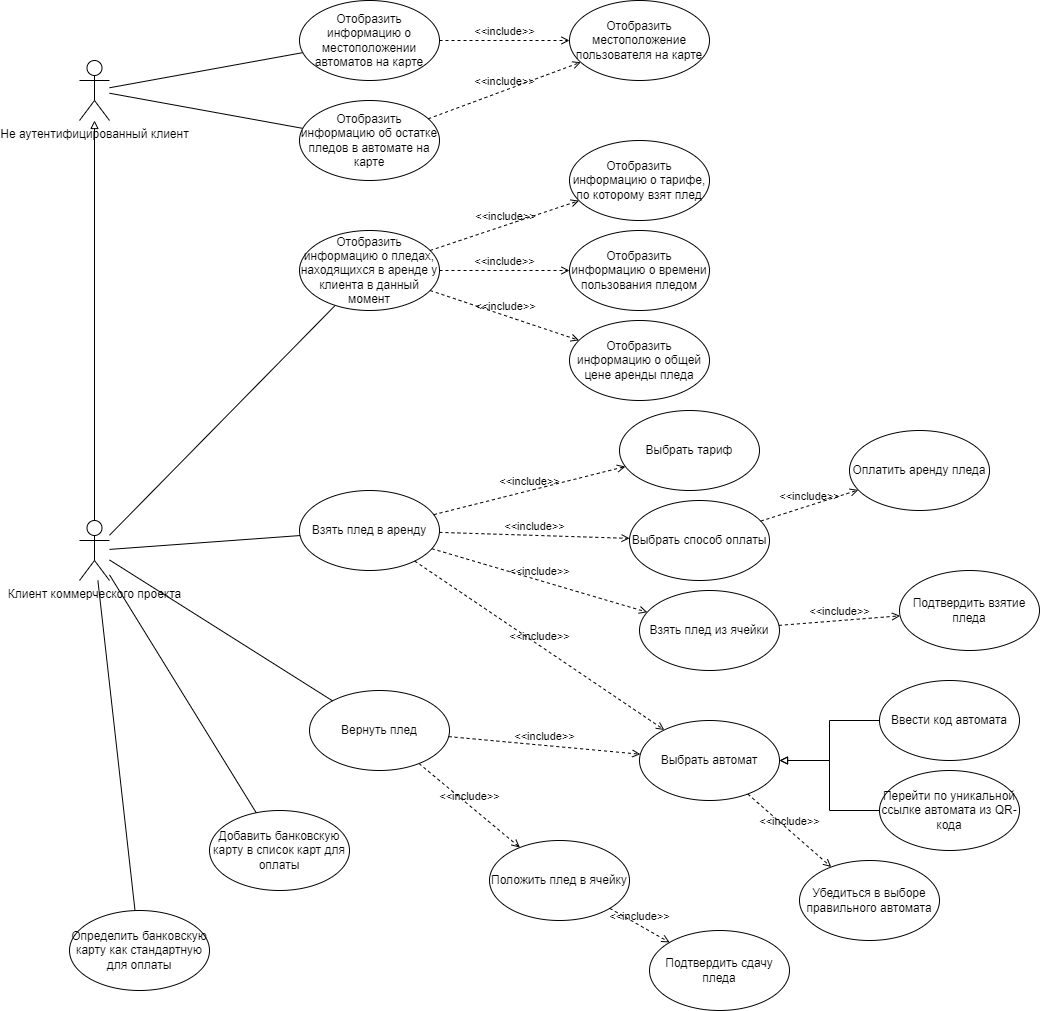 Отобразить
информацию о
местоположении
автоматов на карте
<<include>>
Отобразить
местоположение
пользователя на карте
<<include>>
Не аутентифицированный клиент
Отобразить
информацию об остатке
пледов в автомате на
карте
Отобразить
информацию о тарифе,
по которому взят плед
<<include>>
Отобразить
информацию о пледах,
находящихся в аренде у
клиента в данный
момент
<<include>>
Отобразить
информацию о времени
пользования пледом
<<include>>
Отобразить
информацию о общей
цене аренды пледа
Выбрать тариф
<<include>>
Оплатить аренду пледа
<<include>>
Взять плед в аренду
<<include>>
Выбрать способ оплаты
<<include>>
Клиент коммерческого проекта
Взять плед из ячейки
<<include>>
Подтвердить взятие
пледа
<<include>>
Вернуть плед
<<include>>
Выбрать автомат
Ввести код автомата
Перейти по уникальной
ссылке автомата из QR-
кода
<<include>>
<<include>>
Добавить банковскую
карту в список карт для
оплаты
Положить плед в ячейку
Убедиться в выборе
правильного автомата
<<include>>
Определить банковскую
карту как стандартную
для оплаты
Подтвердить сдачу
пледа